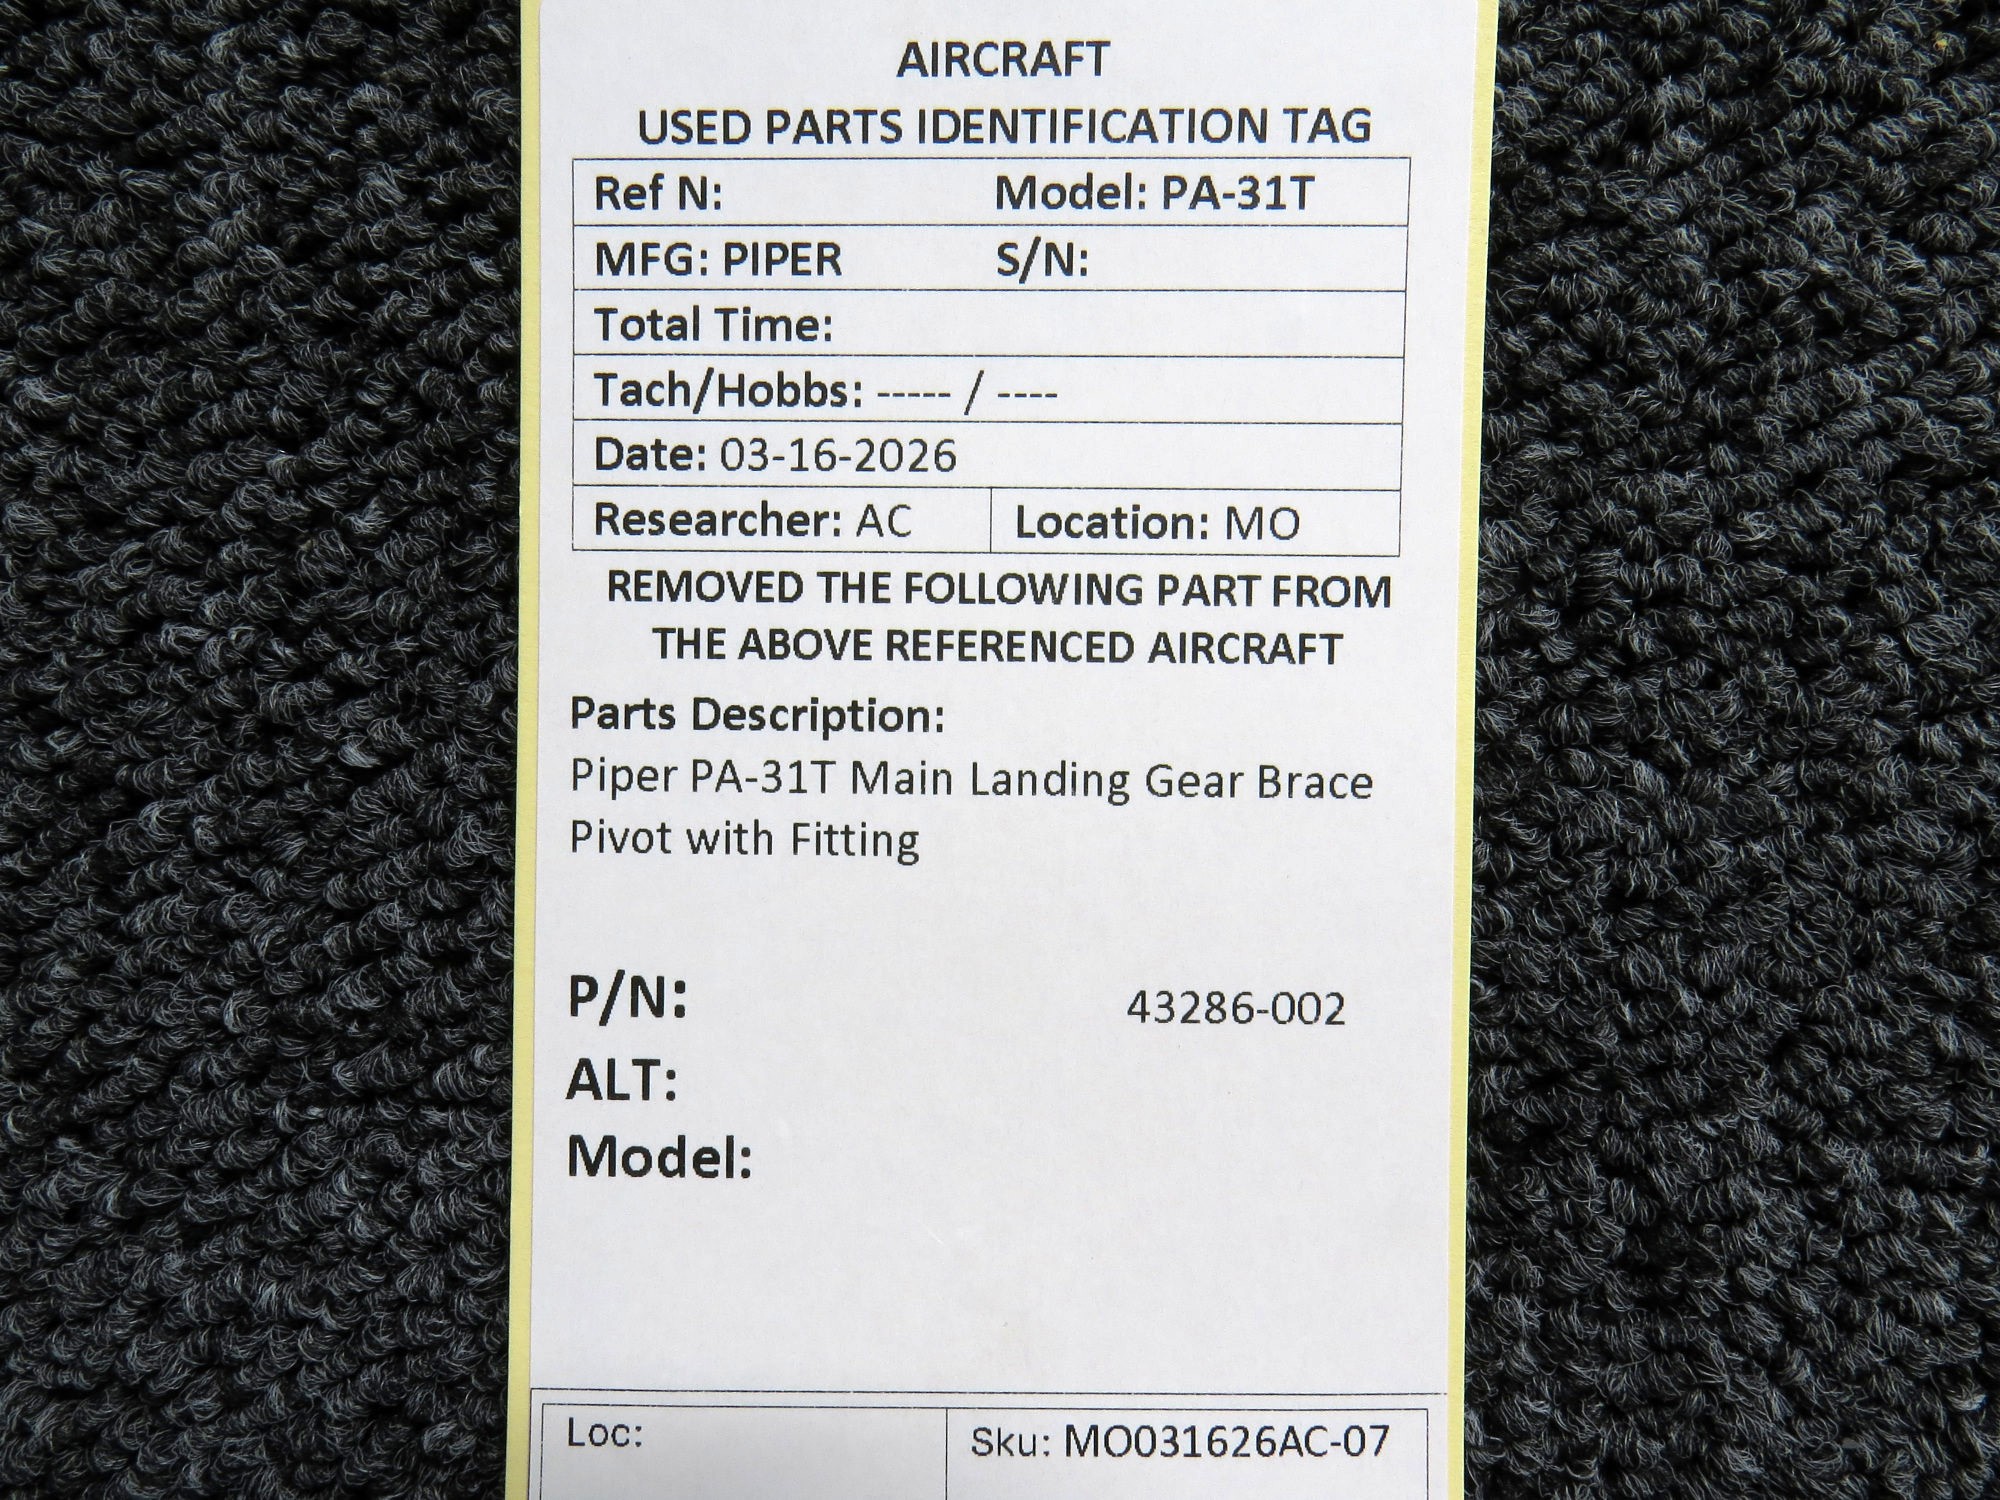 AIRCRAFT
USED PARTS IDENTIFICATION TAG
Ref N: Model: PA-31T
MFG: PIPER S/N:
Total Time:
Tach/Hobbs: ----- / ----
Date: 03-16-2026
Researcher: AC Location: MO
REMOVED THE FOLLOWING PART FROM
THE ABOVE REFERENCED AIRCRAFT
Parts Description:
Piper PA-31T Main Landing Gear Brace
Pivot with Fitting
P/N: 43286-002
ALT:
Model:
Loc: Sku: MO031626AC-07